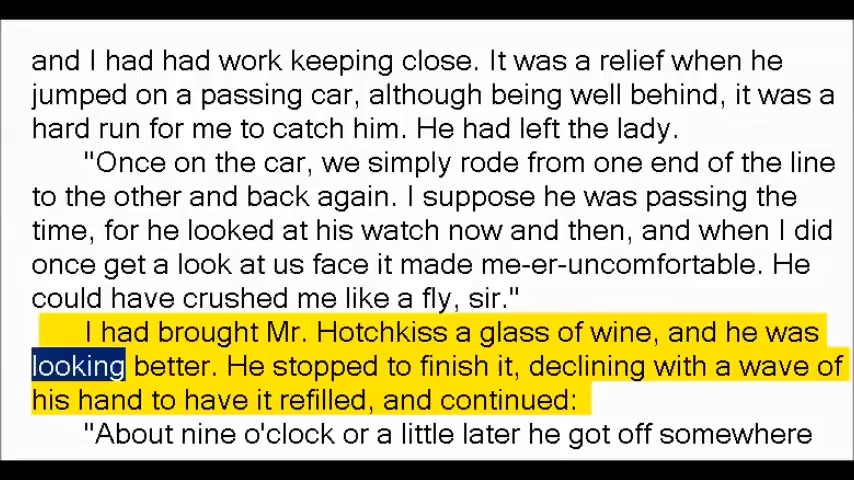 and I had had work keeping close. It was a relief when he
jumped on a passing car, although being well behind, it was a
hard run for me to catch him. He had left the lady.
"Once on the car, we simply rode from one end of the line
to the other and back again. I suppose he was passing the
time, for he looked at his watch now and then, and when I did
once get a look at us face it made me-er-uncomfortable. He
could have crushed me like a fly, sir."
I had brought Mr. Hotchkiss a glass of wine, and he was
looking better. He stopped to finish it, declining with a wave of
his hand to have it refilled, and continued:
"About nine o'clock or a little later he got off somewhere